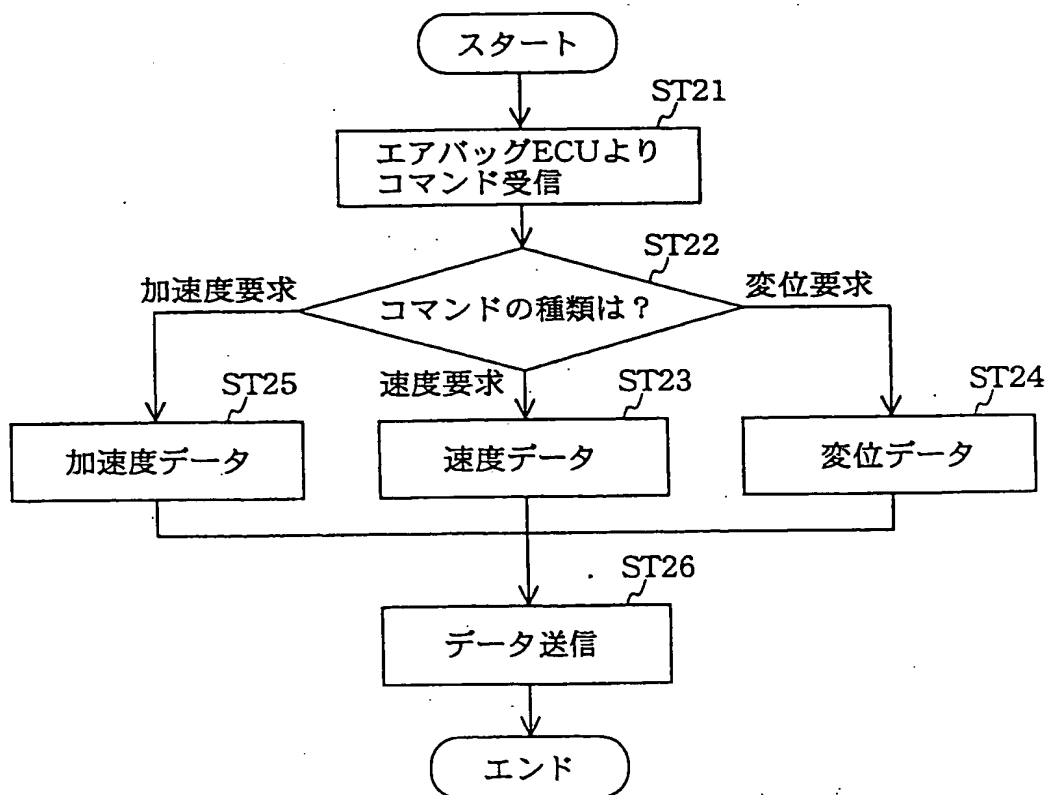 スタート
ST21
エアバッグECUより
コマンド受信
ST22
加速度要求
コマンドの種類は？
変位要求
速度要求
ST25
ST23
ST24
加速度データ
速度データ
変位データ
ST26
データ送信
エンド